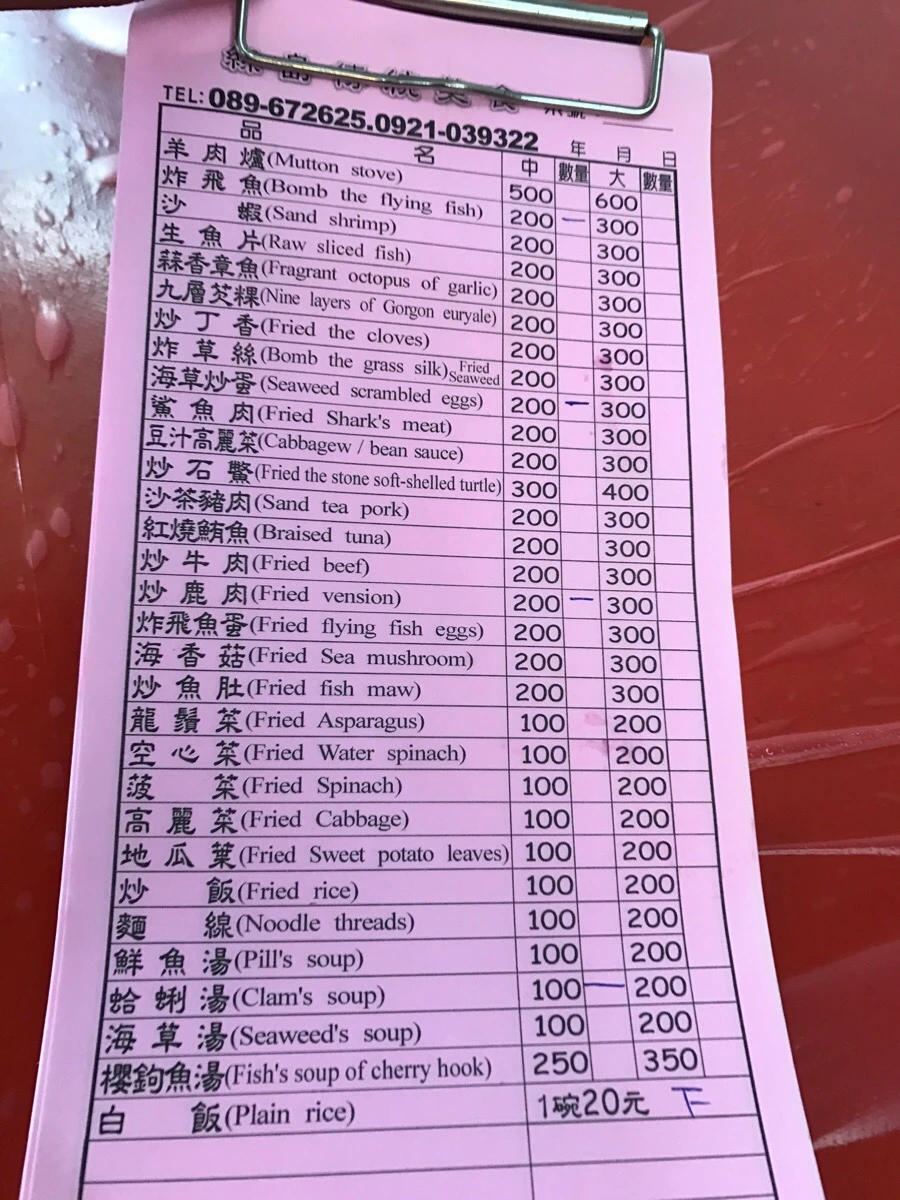 綠島傳統美食
TEL: 089-672625.0921-039322
年 月 日
品 名 中 數量 大 數量
羊肉爐(Mutton stove) 500 600
炸飛魚(Bomb the flying fish) 200 一 300
沙蝦(Sand shrimp) 200 300
生魚片(Raw sliced fish) 200 300
蒜香章魚(Fragrant octopus of garlic) 200 300
九層芡粿(Nine layers of Gorgon euryale) 200 300
炒丁香(Fried the cloves) 200 300
炸草絲(Bomb the grass silk) Fried Seaweed 200 300
海草炒蛋(Seaweed scrambled eggs) 200 一 300
鯊魚肉(Fried Shark's meat) 200 300
豆汁高麗菜(Cabbagew / bean sauce) 200 300
炒石鱉(Fried the stone soft-shelled turtle) 300 400
沙茶豬肉(Sand tea pork) 200 300
紅燒鮪魚(Braised tuna) 200 300
炒牛肉(Fried beef) 200 300
炒鹿肉(Fried vension) 200 一 300
炸飛魚蛋(Fried flying fish eggs) 200 300
海香菇(Fried Sea mushroom) 200 300
炒魚肚(Fried fish maw) 200 300
龍鬚菜(Fried Asparagus) 100 200
空心菜(Fried Water spinach) 100 200
菠菜(Fried Spinach) 100 200
高麗菜(Fried Cabbage) 100 200
地瓜葉(Fried Sweet potato leaves) 100 200
炒飯(Fried rice) 100 200
麵線(Noodle threads) 100 200
鮮魚湯(Pill's soup) 100 200
蛤蜊湯(Clam's soup) 100 一 200
海草湯(Seaweed's soup) 100 200
櫻鉤魚湯(Fish's soup of cherry hook) 250 350
白飯(Plain rice) 1碗20元